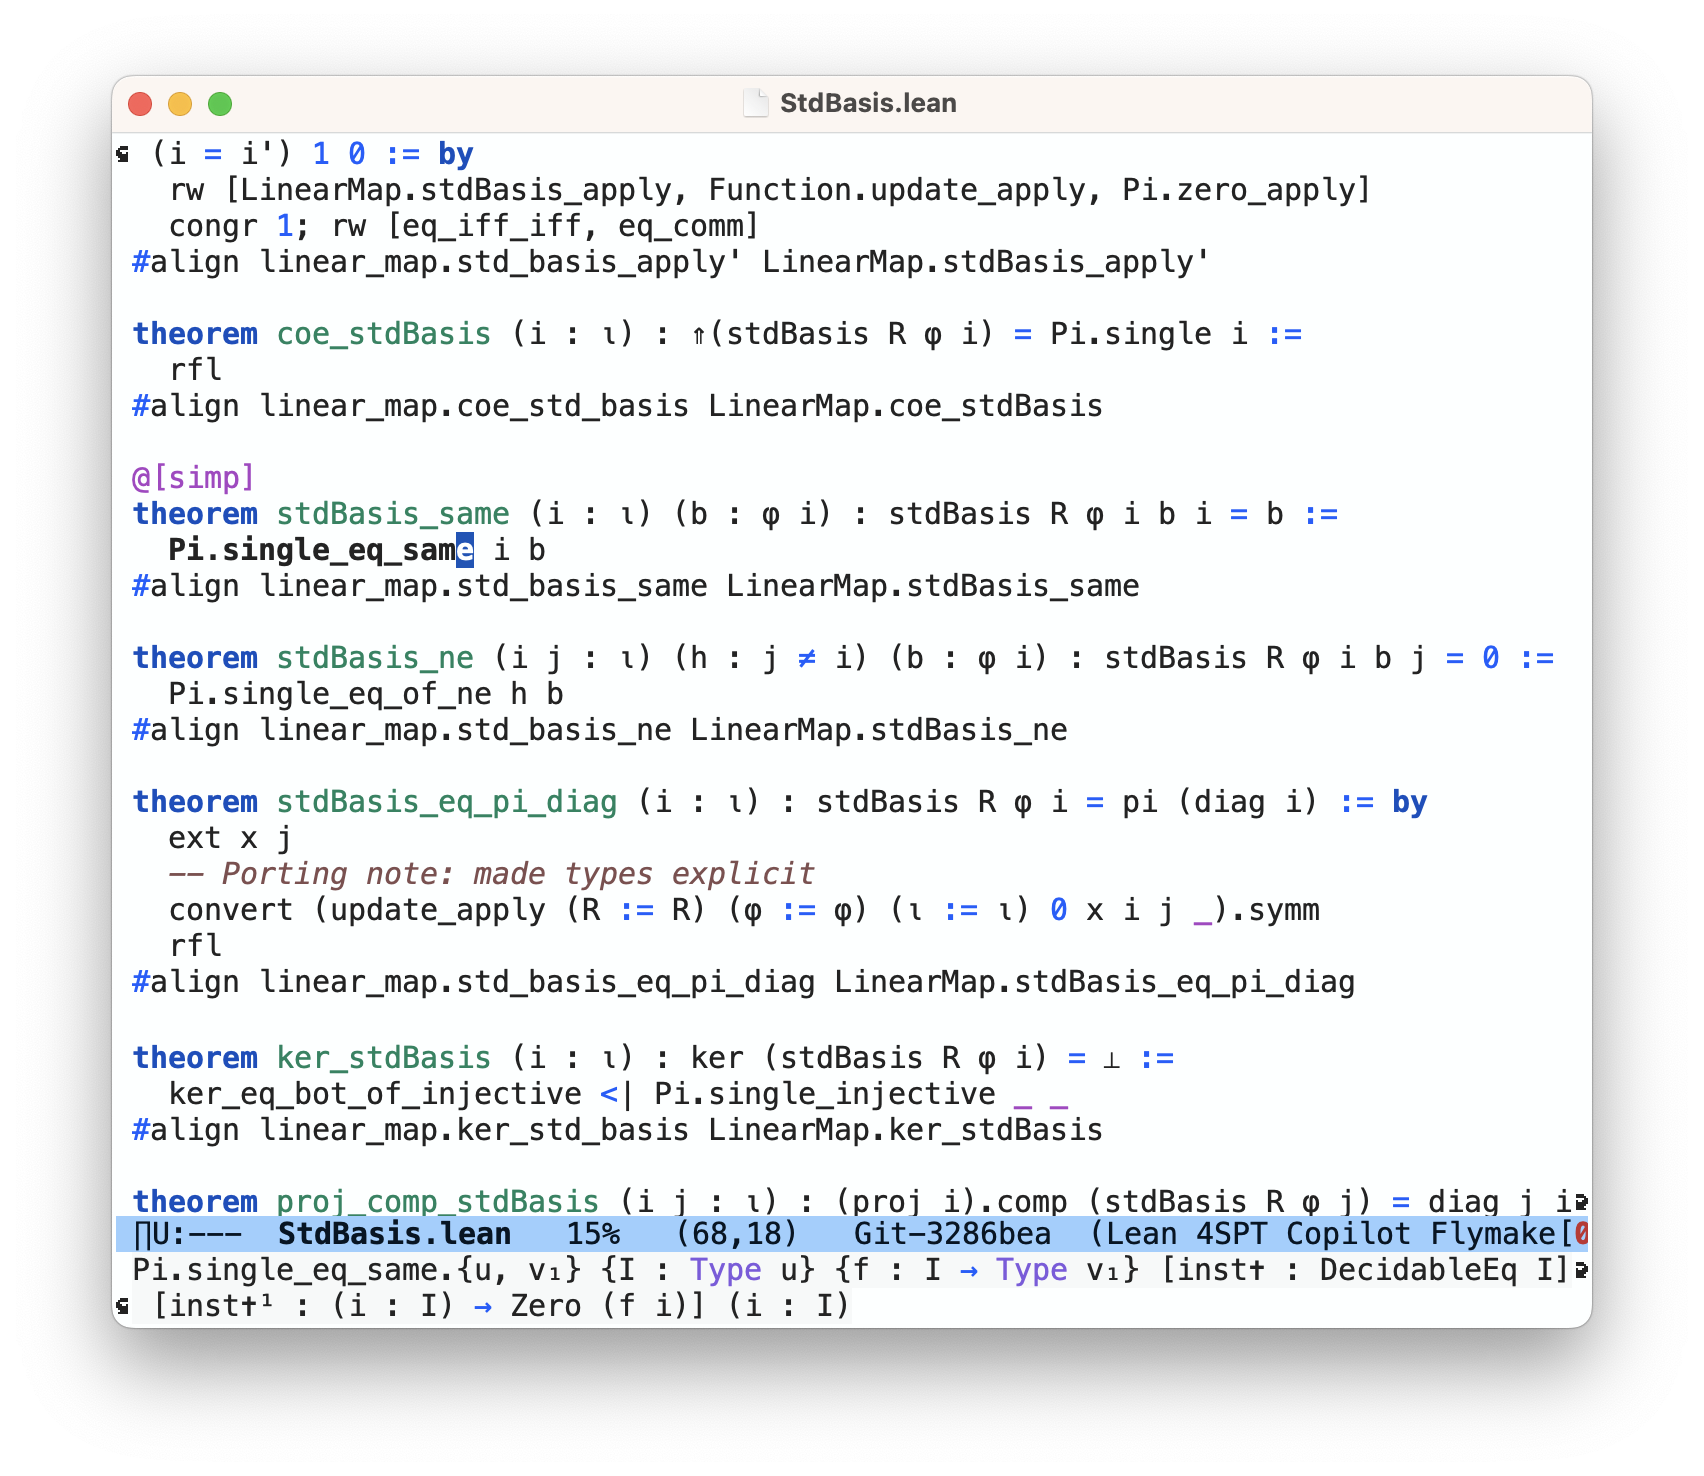 StdBasis.lean
(i = i') 1 0 := by
  rw [LinearMap.stdBasis_apply, Function.update_apply, Pi.zero_apply]
  congr 1; rw [eq_iff_iff, eq_comm]
#align linear_map.std_basis_apply' LinearMap.stdBasis_apply'
theorem coe_stdBasis (i : ι) : ⇑(stdBasis R φ i) = Pi.single i :=
  rfl
#align linear_map.coe_std_basis LinearMap.coe_stdBasis
@[simp]
theorem stdBasis_same (i : ι) (b : φ i) : stdBasis R φ i b i = b :=
  Pi.single_eq_same i b
#align linear_map.std_basis_same LinearMap.stdBasis_same
theorem stdBasis_ne (i j : ι) (h : j ≠ i) (b : φ i) : stdBasis R φ i b j = 0 :=
  Pi.single_eq_of_ne h b
#align linear_map.std_basis_ne LinearMap.stdBasis_ne
theorem stdBasis_eq_pi_diag (i : ι) : stdBasis R φ i = pi (diag i) := by
  ext x j
  -- Porting note: made types explicit
  convert (update_apply (R := R) (φ := φ) (ι := ι) 0 x i j _).symm
  rfl
#align linear_map.std_basis_eq_pi_diag LinearMap.stdBasis_eq_pi_diag
theorem ker_stdBasis (i : ι) : ker (stdBasis R φ i) = ⊥ :=
  ker_eq_bot_of_injective <| Pi.single_injective _ _
#align linear_map.ker_std_basis LinearMap.ker_stdBasis
theorem proj_comp_stdBasis (i j : ι) : (proj i).comp (stdBasis R φ j) = diag j i
∏U:--- StdBasis.lean 15% (68,18) Git-3286bea (Lean 4SPT Copilot Flymake[0
Pi.single_eq_same.{u, v₁} {I : Type u} {f : I → Type v₁} [inst✝ : DecidableEq I]
[inst✝¹ : (i : I) → Zero (f i)] (i : I)